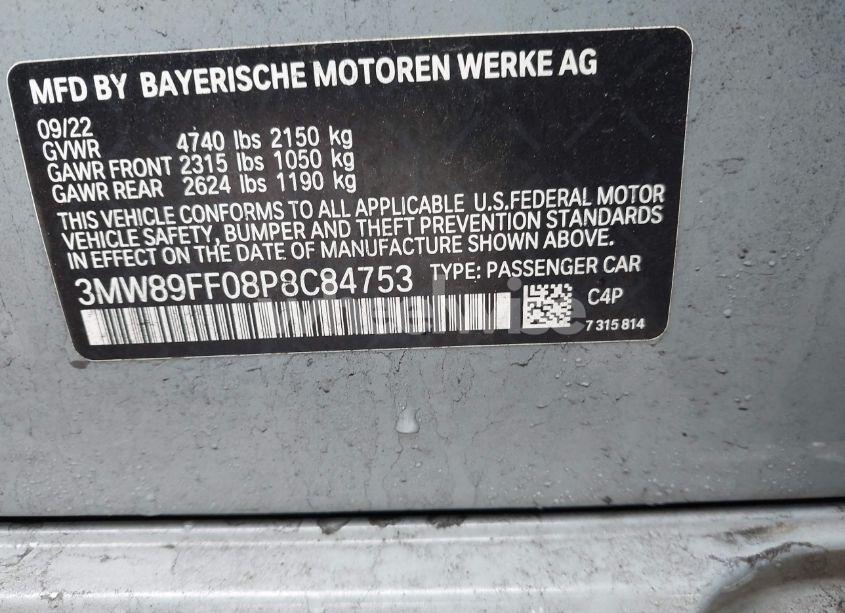 MFD BY BAYERISCHE MOTOREN WERKE AG
09/22
GVWR 4740 lbs 2150 kg
GAWR FRONT 2315 lbs 1050 kg
GAWR REAR 2624 lbs 1190 kg
THIS VEHICLE CONFORMS TO ALL APPLICABLE U.S.FEDERAL MOTOR
VEHICLE SAFETY, BUMPER AND THEFT PREVENTION STANDARDS
IN EFFECT ON THE DATE OF MANUFACTURE SHOWN ABOVE.
3MW89FF08P8C84753 TYPE: PASSENGER CAR
C4P
7 315 814